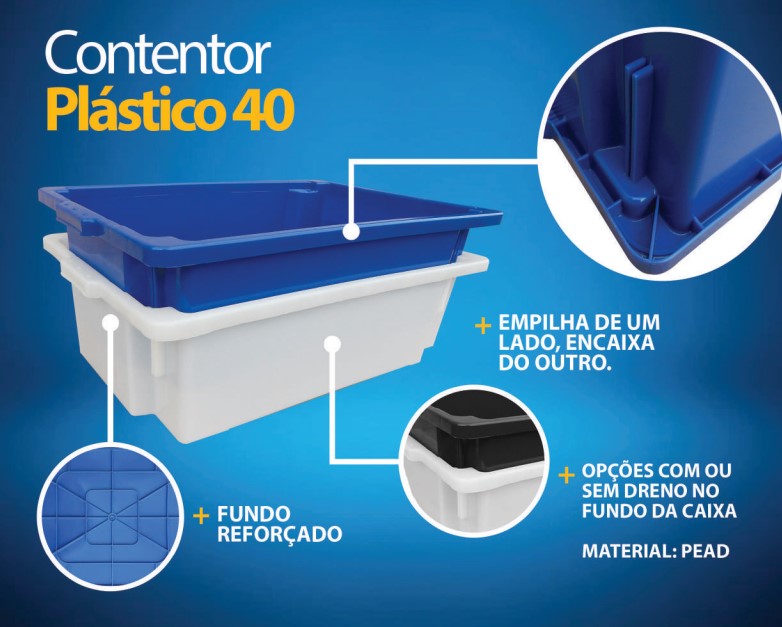 Contentor
Plástico 40
+ EMPILHA DE UM
LADO, ENCAIXA
DO OUTRO.
+ OPÇÕES COM OU
SEM DRENO NO
FUNDO DA CAIXA
MATERIAL: PEAD
+ FUNDO
REFORÇADO